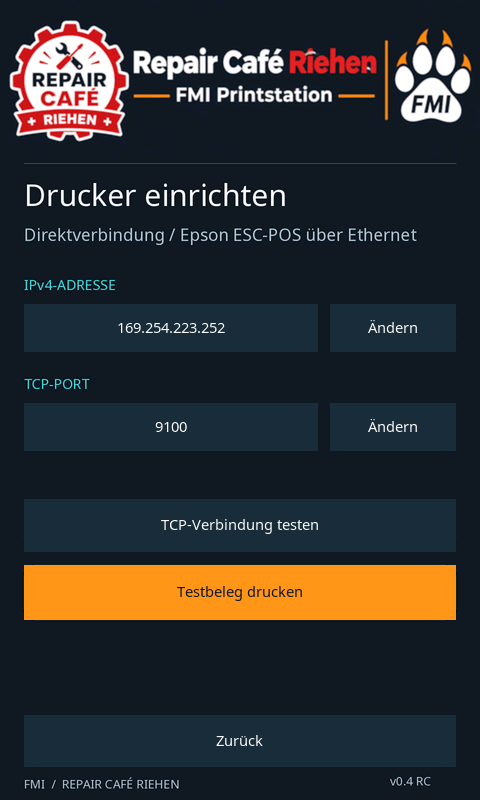 REPAIR
CAFÉ
+ RIEHEN +
Repair Café Riehen
FMI Printstation
FMI
Drucker einrichten
Direktverbindung / Epson ESC-POS über Ethernet
IPv4-ADRESSE
169.254.223.252
Ändern
TCP-PORT
9100
Ändern
TCP-Verbindung testen
Testbeleg drucken
Zurück
FMI / REPAIR CAFÉ RIEHEN
v0.4 RC